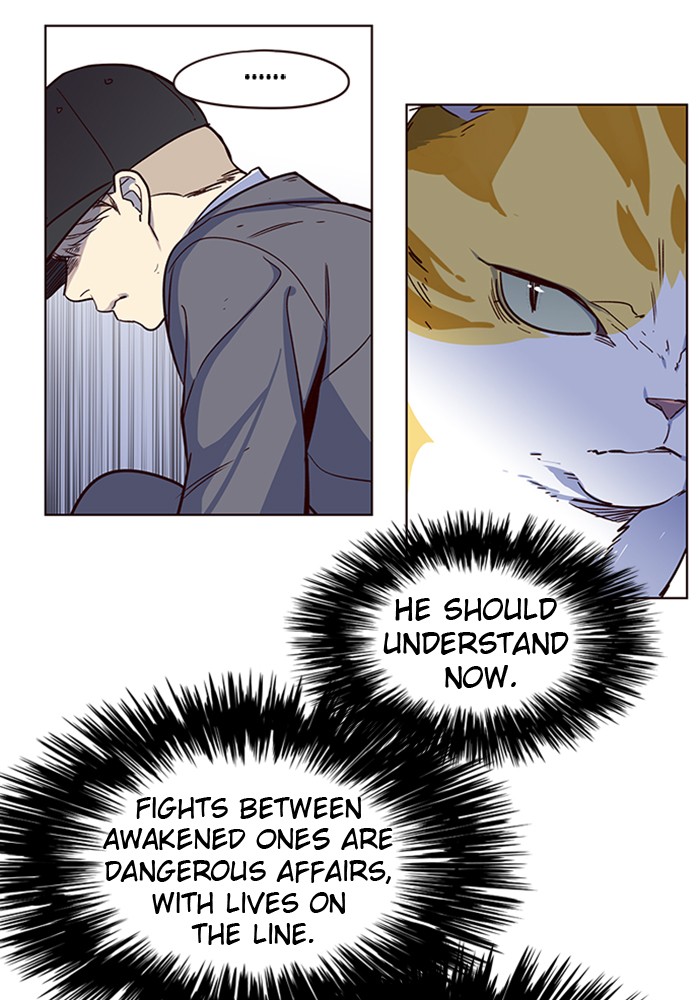 ......
HE SHOULD
UNDERSTAND
NOW.
FIGHTS BETWEEN
AWAKENED ONES ARE
DANGEROUS AFFAIRS,
WITH LIVES ON
THE LINE.